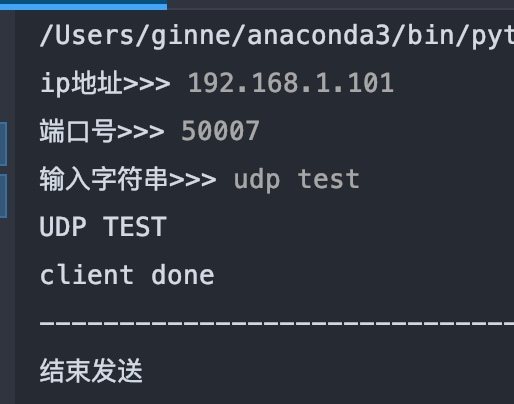 /Users/ginne/anaconda3/bin/pyt
ip地址>>> 192.168.1.101
端口号>>> 50007
输入字符串>>> udp test
UDP TEST
client done
------------------------------
结束发送